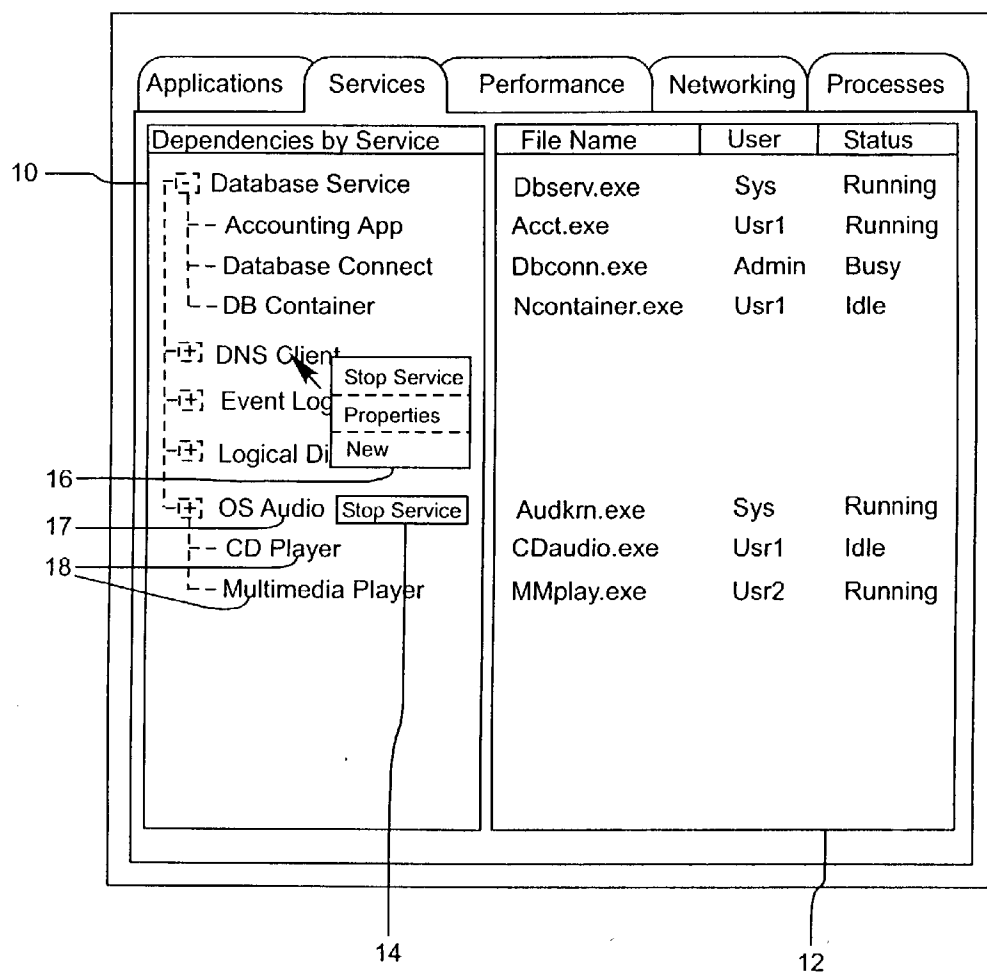 Applications Services Performance Networking Processes
Dependencies by Service File Name User Status
10
[-] Database Service Dbserv.exe Sys Running
Accounting App Acct.exe Usr1 Running
Database Connect Dbconn.exe Admin Busy
DB Container Ncontainer.exe Usr1 Idle
[+] DNS Client
Stop Service
[+] Event Log
Properties
[+] Logical Di
New
16
[+] OS Audio Stop Service Audkrn.exe Sys Running
17
CD Player CDaudio.exe Usr1 Idle
18
Multimedia Player MMplay.exe Usr2 Running
14
12